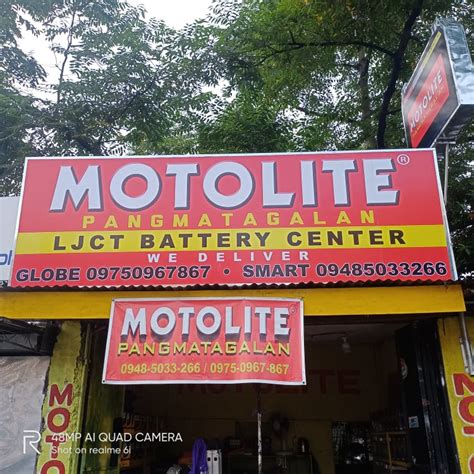 MOTOLITE®
PANGMATAGALAN
LJCT BATTERY CENTER
WE DELIVER
GLOBE 09750967867 • SMART 09485033266
MOTOLITE
MOTOLITE
PANGMATAGALAN
0948-5033-266 / 0975-0967-867
48MP AI QUAD CAMERA
Shot on realme 6i